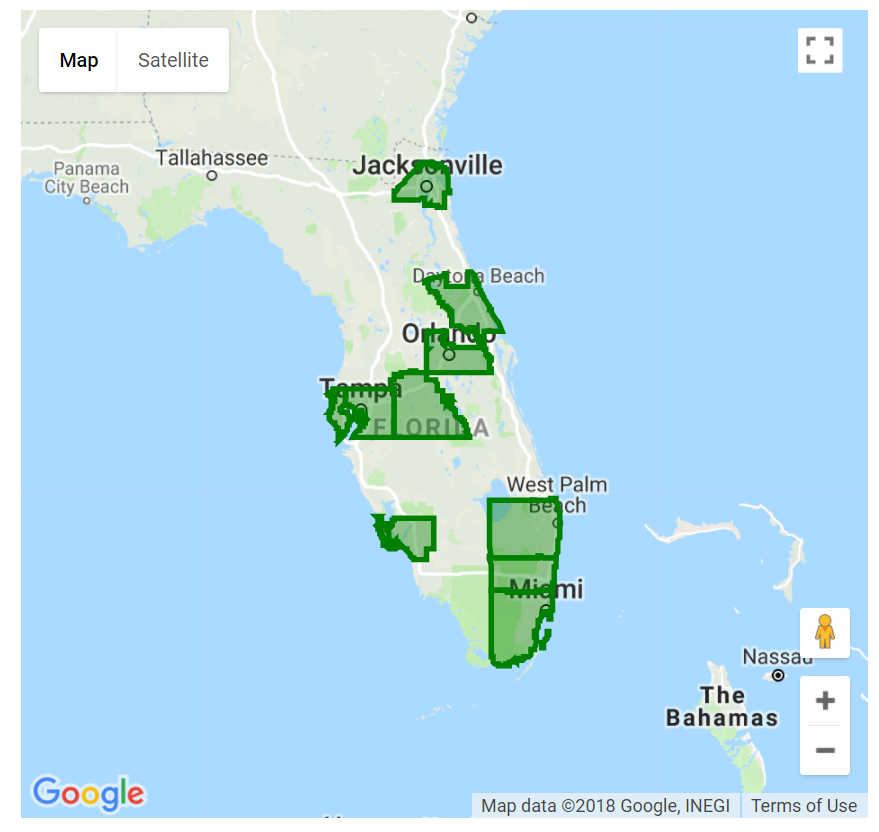 Map
Satellite
Tallahassee
Jacksonville
Panama
City Beach
Daytona Beach
Orlando
Tampa
FLORIDA
West Palm
Beach
Miami
Nassau
The
Bahamas
Google
Map data ©2018 Google, INEGI
Terms of Use